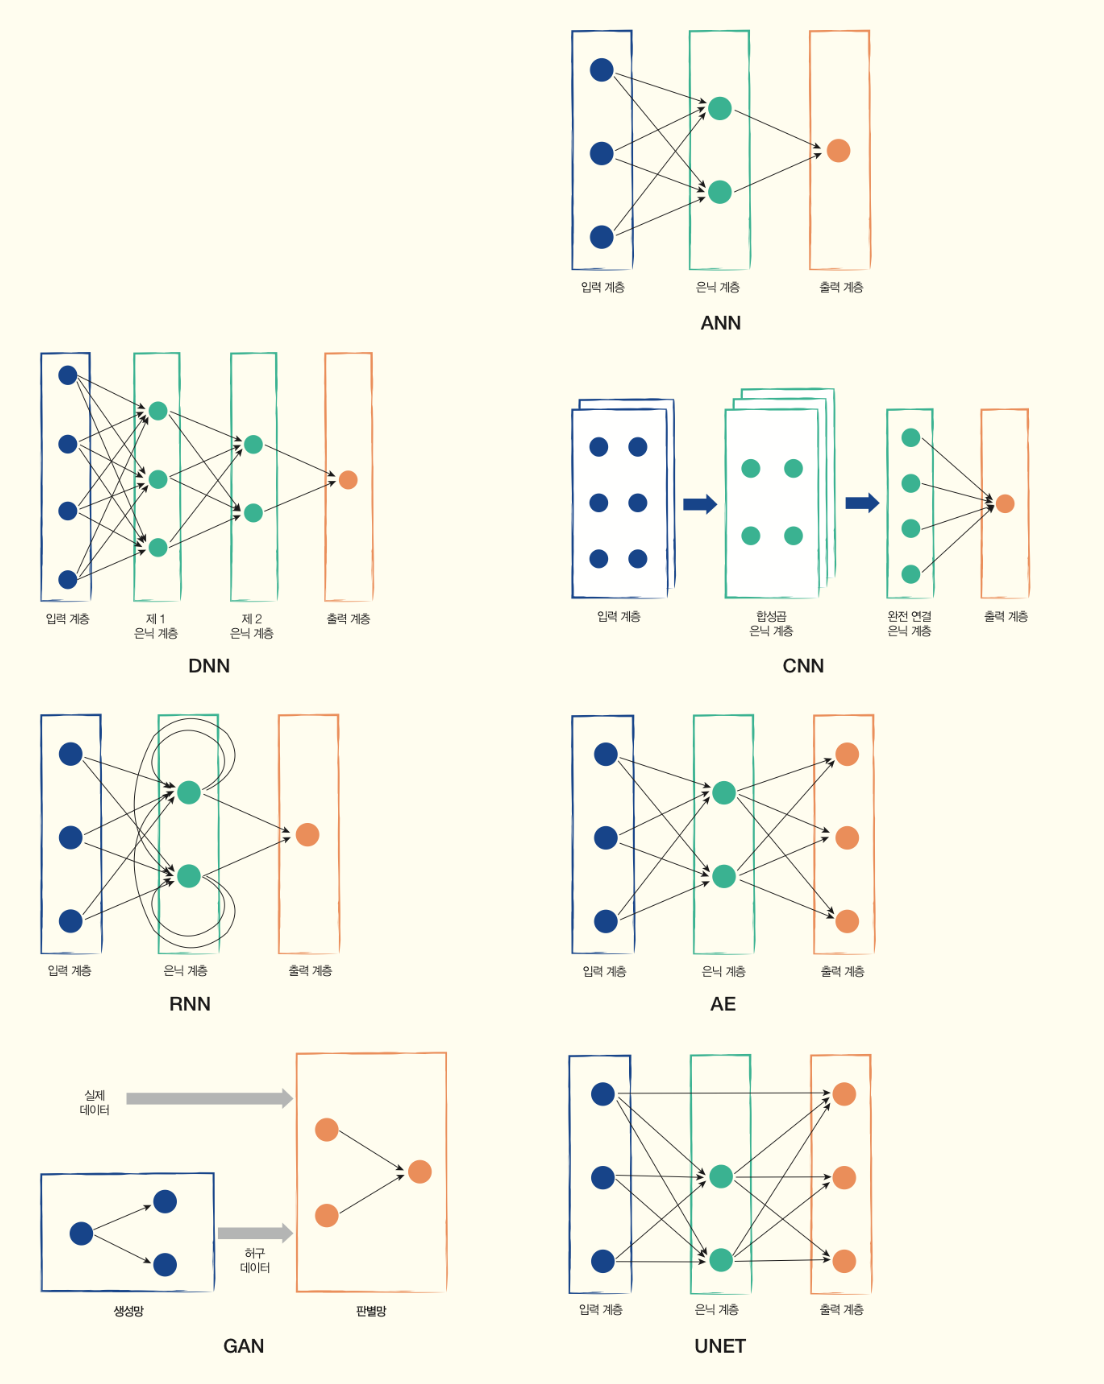 입력 계층
은닉 계층
출력 계층
ANN
입력 계층
제 1
은닉 계층
제 2
은닉 계층
출력 계층
DNN
입력 계층
합성곱
은닉 계층
완전 연결
은닉 계층
출력 계층
CNN
입력 계층
은닉 계층
출력 계층
RNN
입력 계층
은닉 계층
출력 계층
AE
실제
데이터
허구
데이터
생성망
판별망
GAN
입력 계층
은닉 계층
출력 계층
UNET